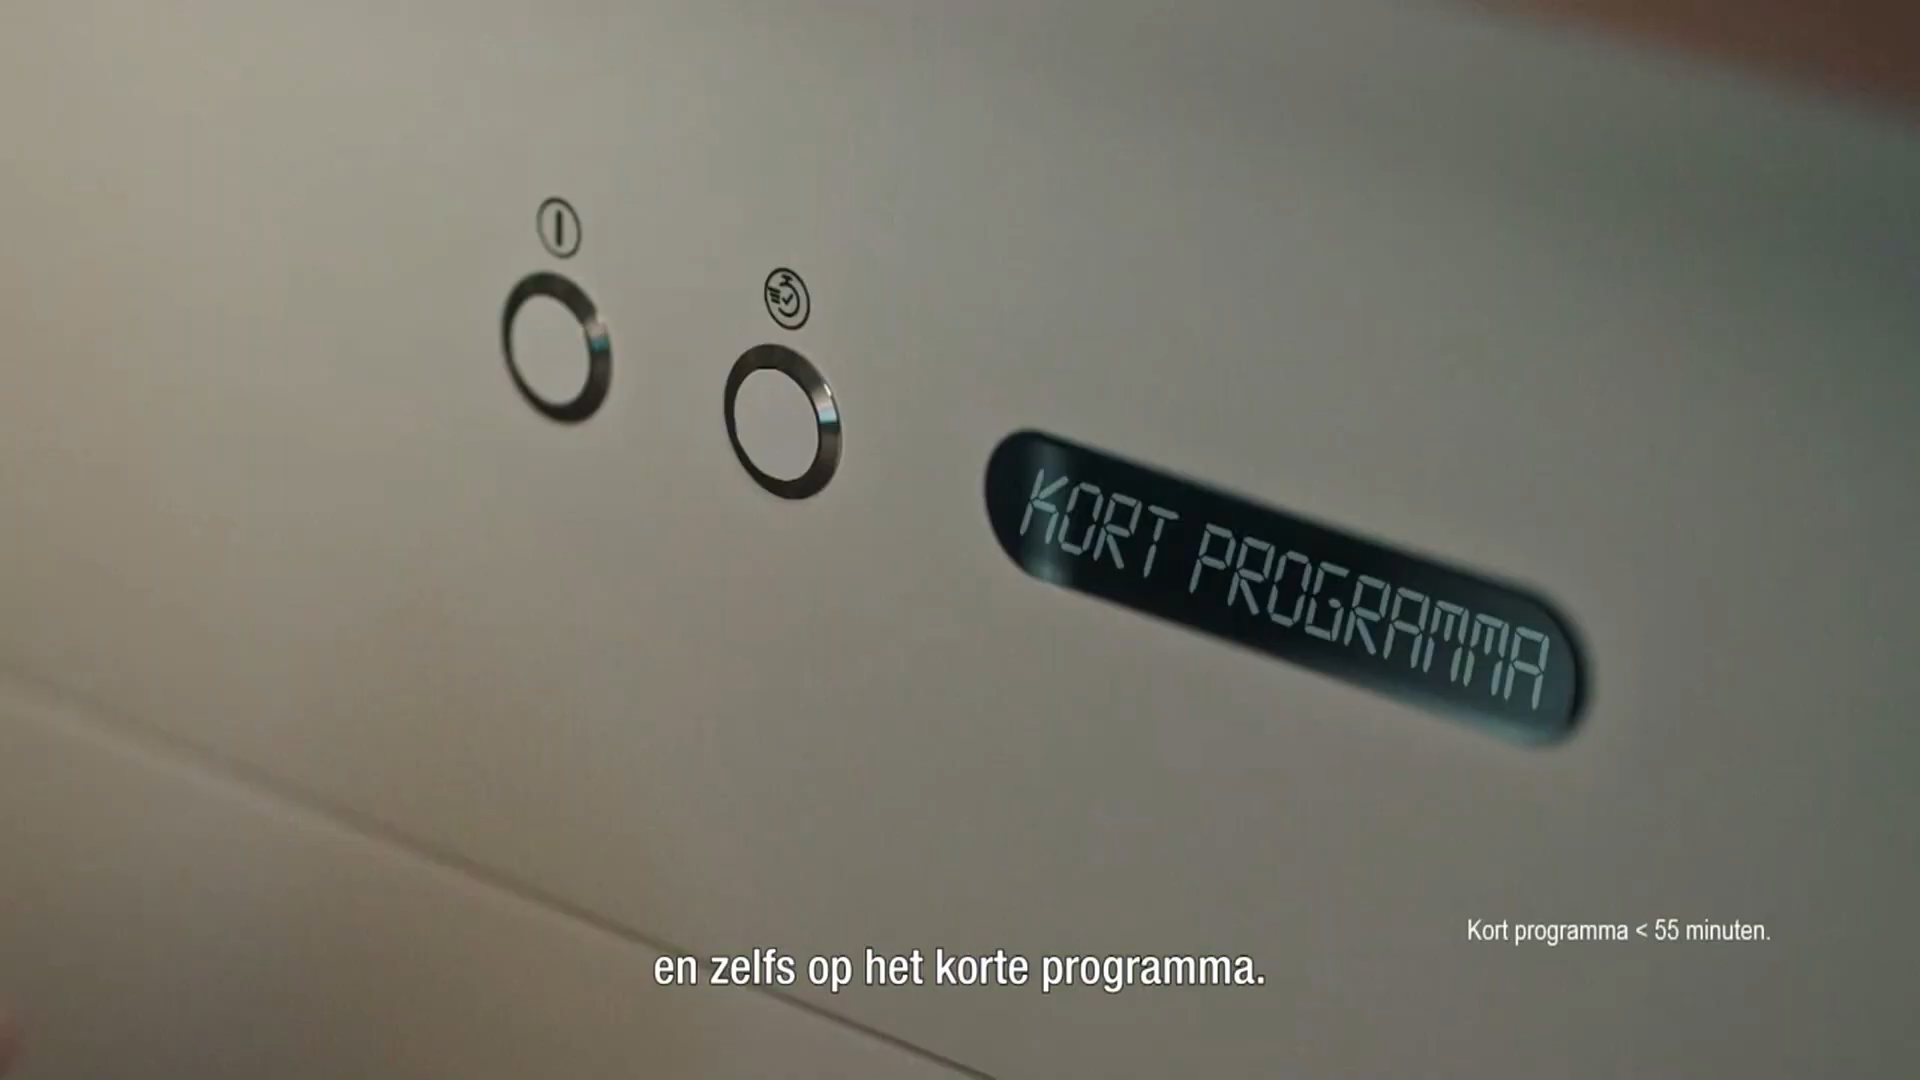 KORT PROGRAMMA
Kort programma < 55 minuten.
en zelfs op het korte programma.